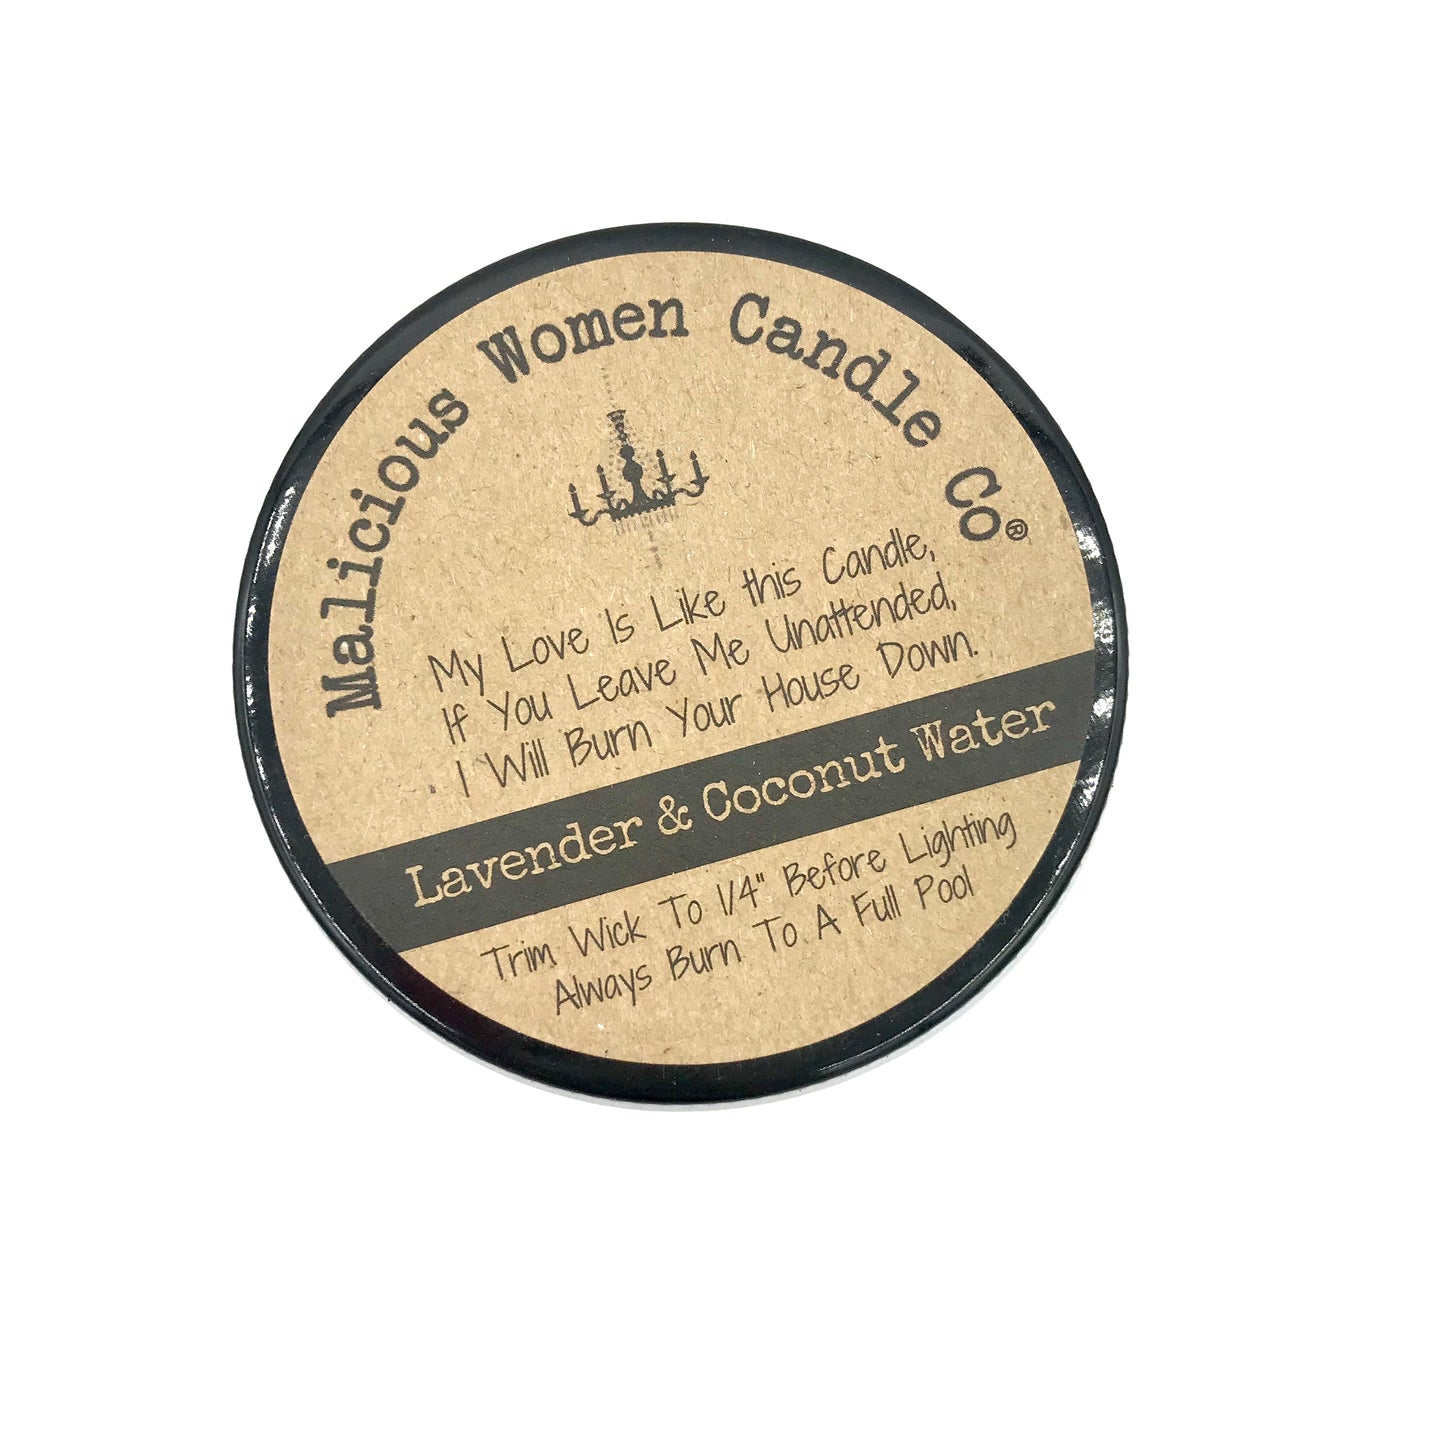 Malicious Women Candle Co®
My Love Is Like this Candle,
If You Leave Me Unattended,
I Will Burn Your House Down.
Lavender & Coconut Water
Trim Wick To 1/4" Before Lighting
Always Burn To A Full Pool